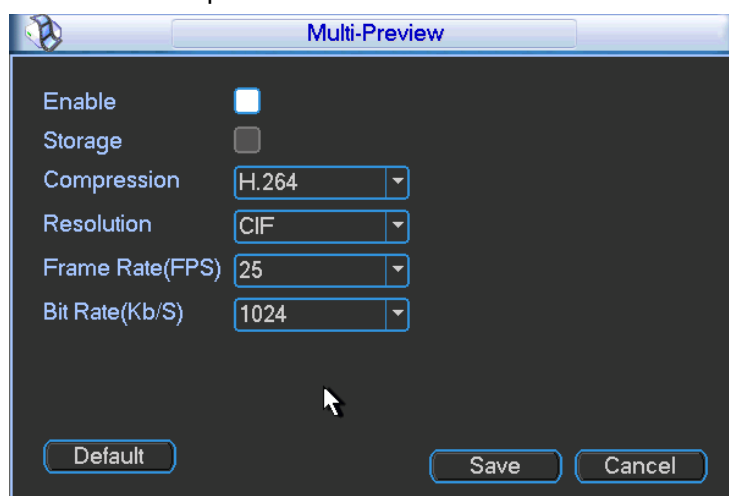 Multi-Preview
Enable
Storage
Compression H.264
Resolution CIF
Frame Rate(FPS) 25
Bit Rate(Kb/S) 1024
Default Save Cancel